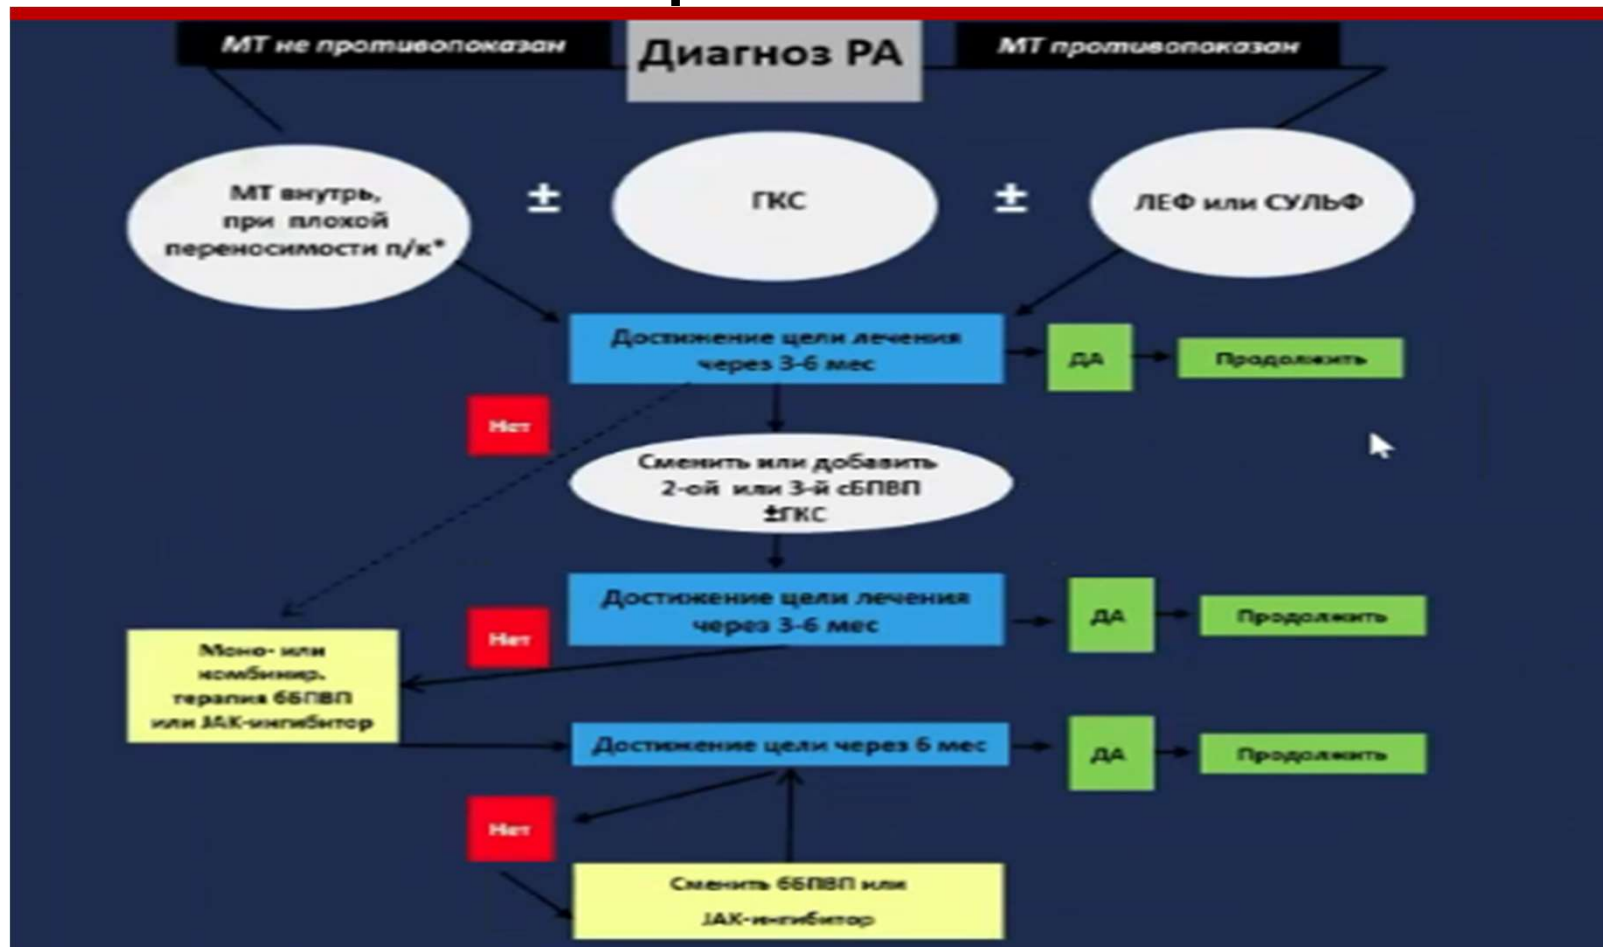 МТ не противопоказан
Диагноз РА
МТ противопоказан
МТ внутрь,
при плохой
переносимости п/к*
±
ГКС
±
ЛЕФ или СУЛЬФ
Достижение цели лечения
через 3-6 мес
ДА
Продолжить
Нет
Сменить или добавить
2-ой или 3-й сБПВП
±ГКС
Достижение цели лечения
через 3-6 мес
ДА
Продолжить
Нет
Моно- или
комбинир.
терапия ббПВП
или JАК-ингибитор
Достижение цели через 6 мес
ДА
Продолжить
Нет
Сменить ббПВП или
JАК-ингибитор